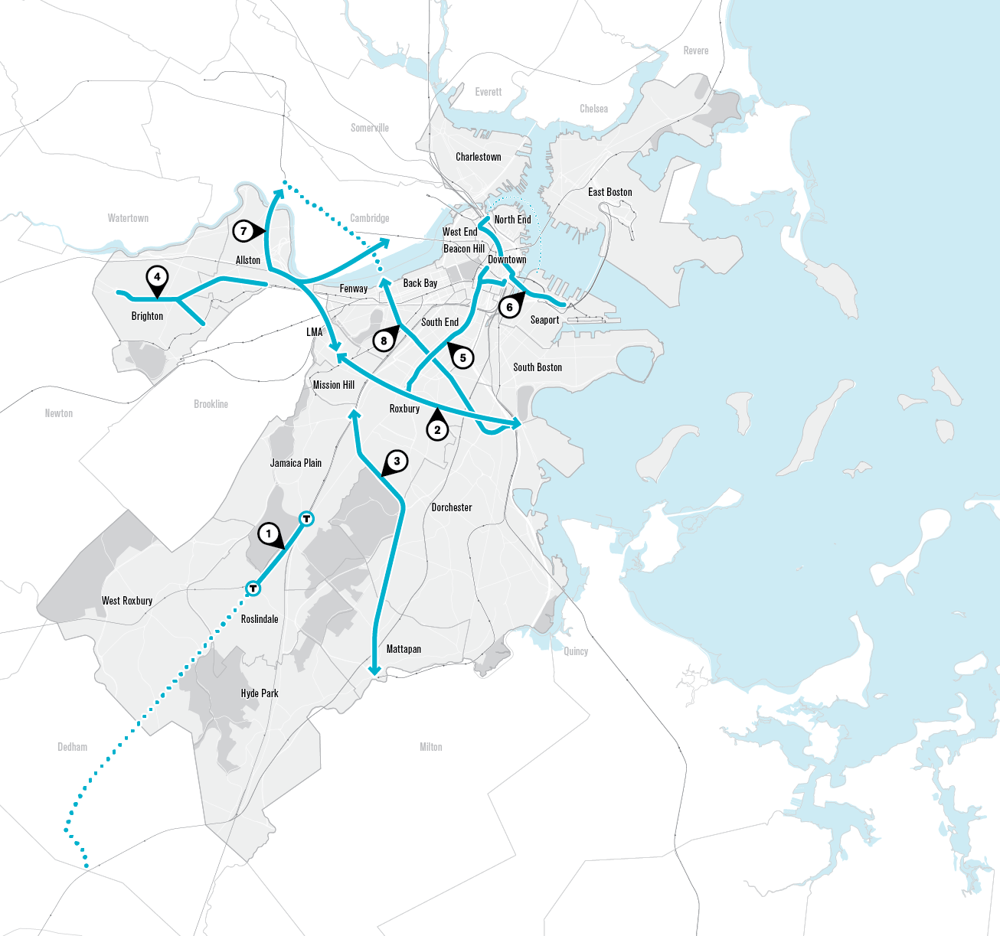 Revere
Everett
Chelsea
Somerville
Charlestown
East Boston
Watertown
Cambridge
North End
7
West End
Beacon Hill
Allston
Downtown
4
Back Bay
Fenway
6
Brighton
Seaport
South End
LMA
8
5
South Boston
Mission Hill
Brookline
Roxbury
Newton
2
3
Jamaica Plain
Dorchester
T
1
T
West Roxbury
Roslindale
Mattapan
Quincy
Hyde Park
Dedham
Milton